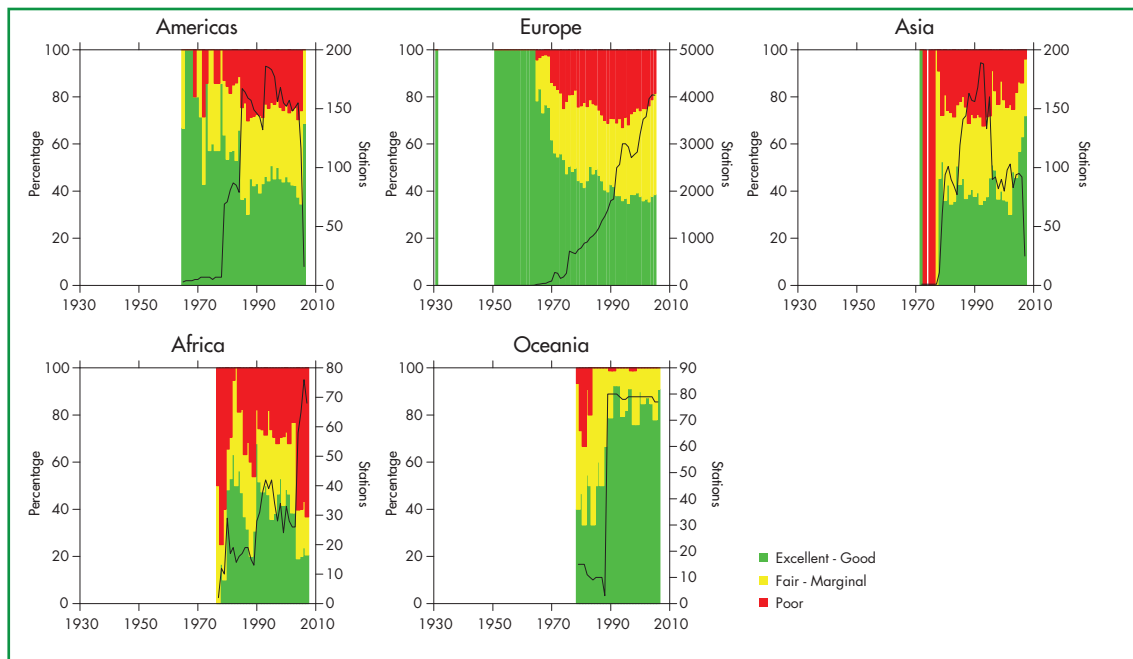 Americas
Europe
Asia
100 200 100 5000 100 200
80 80 4000 80
150 150
60 60 3000 60
Percentage Stations Percentage Stations Percentage Stations
100 100
40 40 2000 40
50 50
20 20 1000 20
0 0 0 0 0 0
1930 1950 1970 1990 2010 1930 1950 1970 1990 2010 1930 1950 1970 1990 2010
Africa
Oceania
100 80 100 90
80
80 70 80
70
60
60 60 60
50
Percentage Stations Percentage Stations
50
40
40 40 40
30
30
20 20 20 20
10 10
0 0 0 0
1930 1950 1970 1990 2010 1930 1950 1970 1990 2010
Excellent - Good
Fair - Marginal
Poor